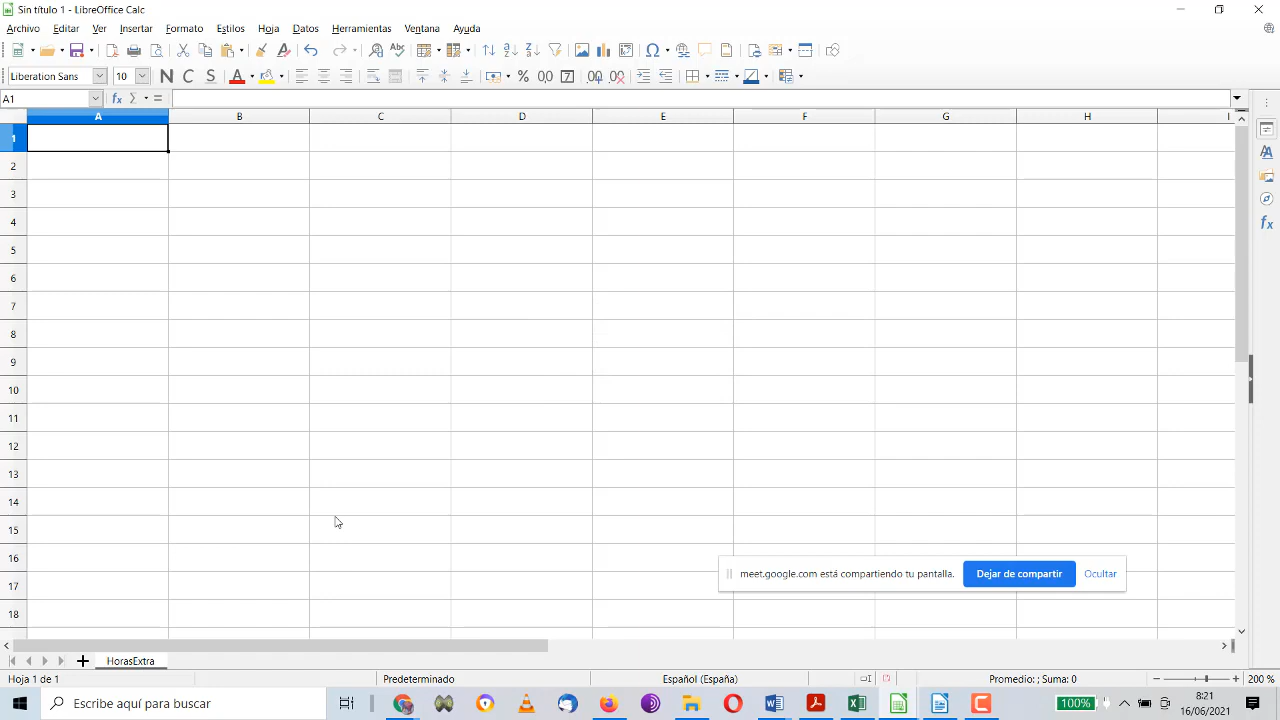 Sin título 1 - LibreOffice Calc
Archivo Editar Ver Insertar Formato Estilos Hoja Datos Herramientas Ventana Ayuda
Liberation Sans 10 N C S
A1
A B C D E F G H I
1
2
3
4
5
6
7
8
9
10
11
12
13
14
15
16
17
18
meet.google.com está compartiendo tu pantalla. Dejar de compartir Ocultar
HorasExtra
Hoja 1 de 1 Predeterminado Español (España) Promedio: ; Suma: 0 200 %
Escribe aquí para buscar 100% 8:21
16/06/2021